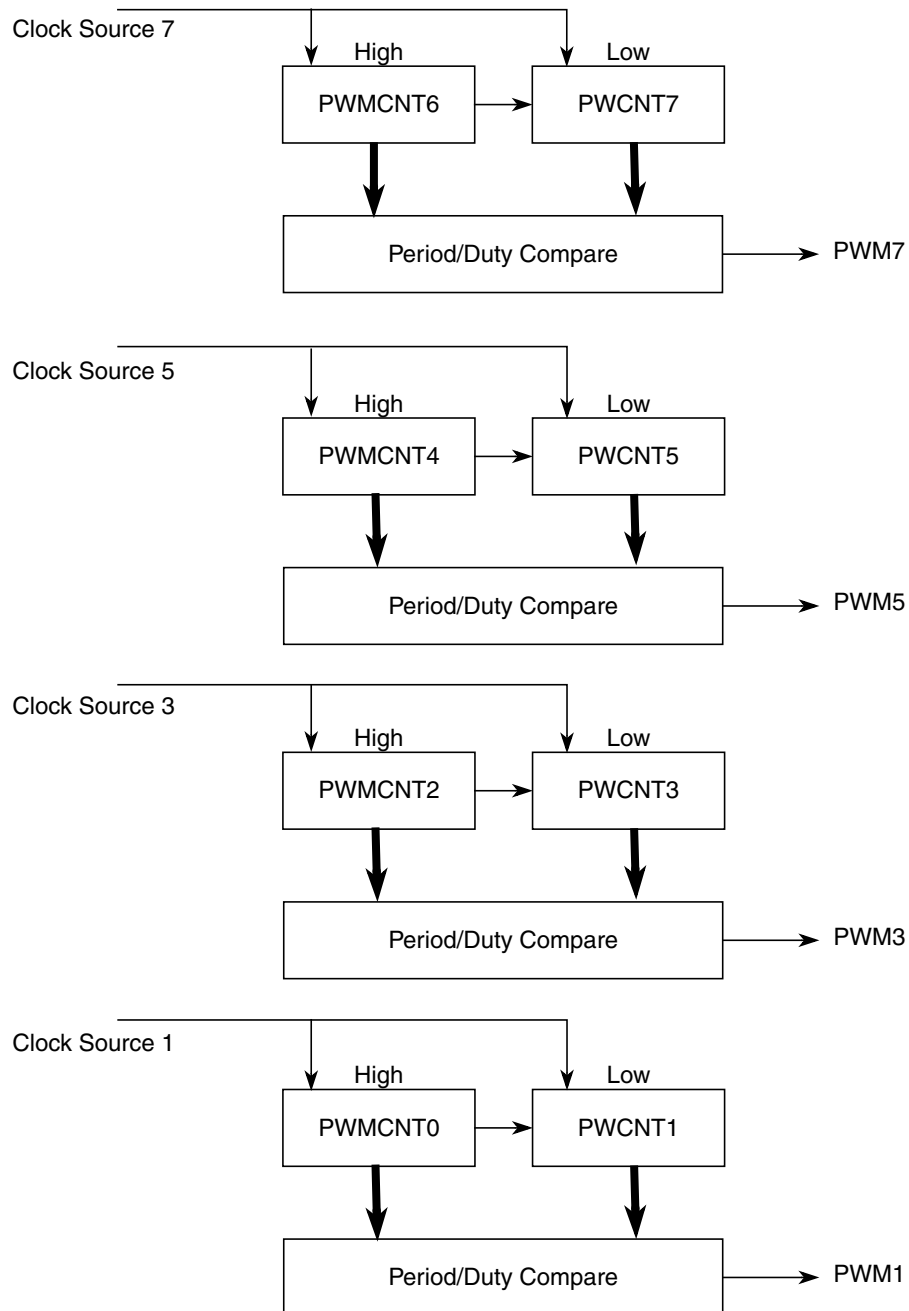 Clock Source 7
High Low
PWMCNT6 PWCNT7
Period/Duty Compare PWM7
Clock Source 5
High Low
PWMCNT4 PWCNT5
Period/Duty Compare PWM5
Clock Source 3
High Low
PWMCNT2 PWCNT3
Period/Duty Compare PWM3
Clock Source 1
High Low
PWMCNT0 PWCNT1
Period/Duty Compare PWM1